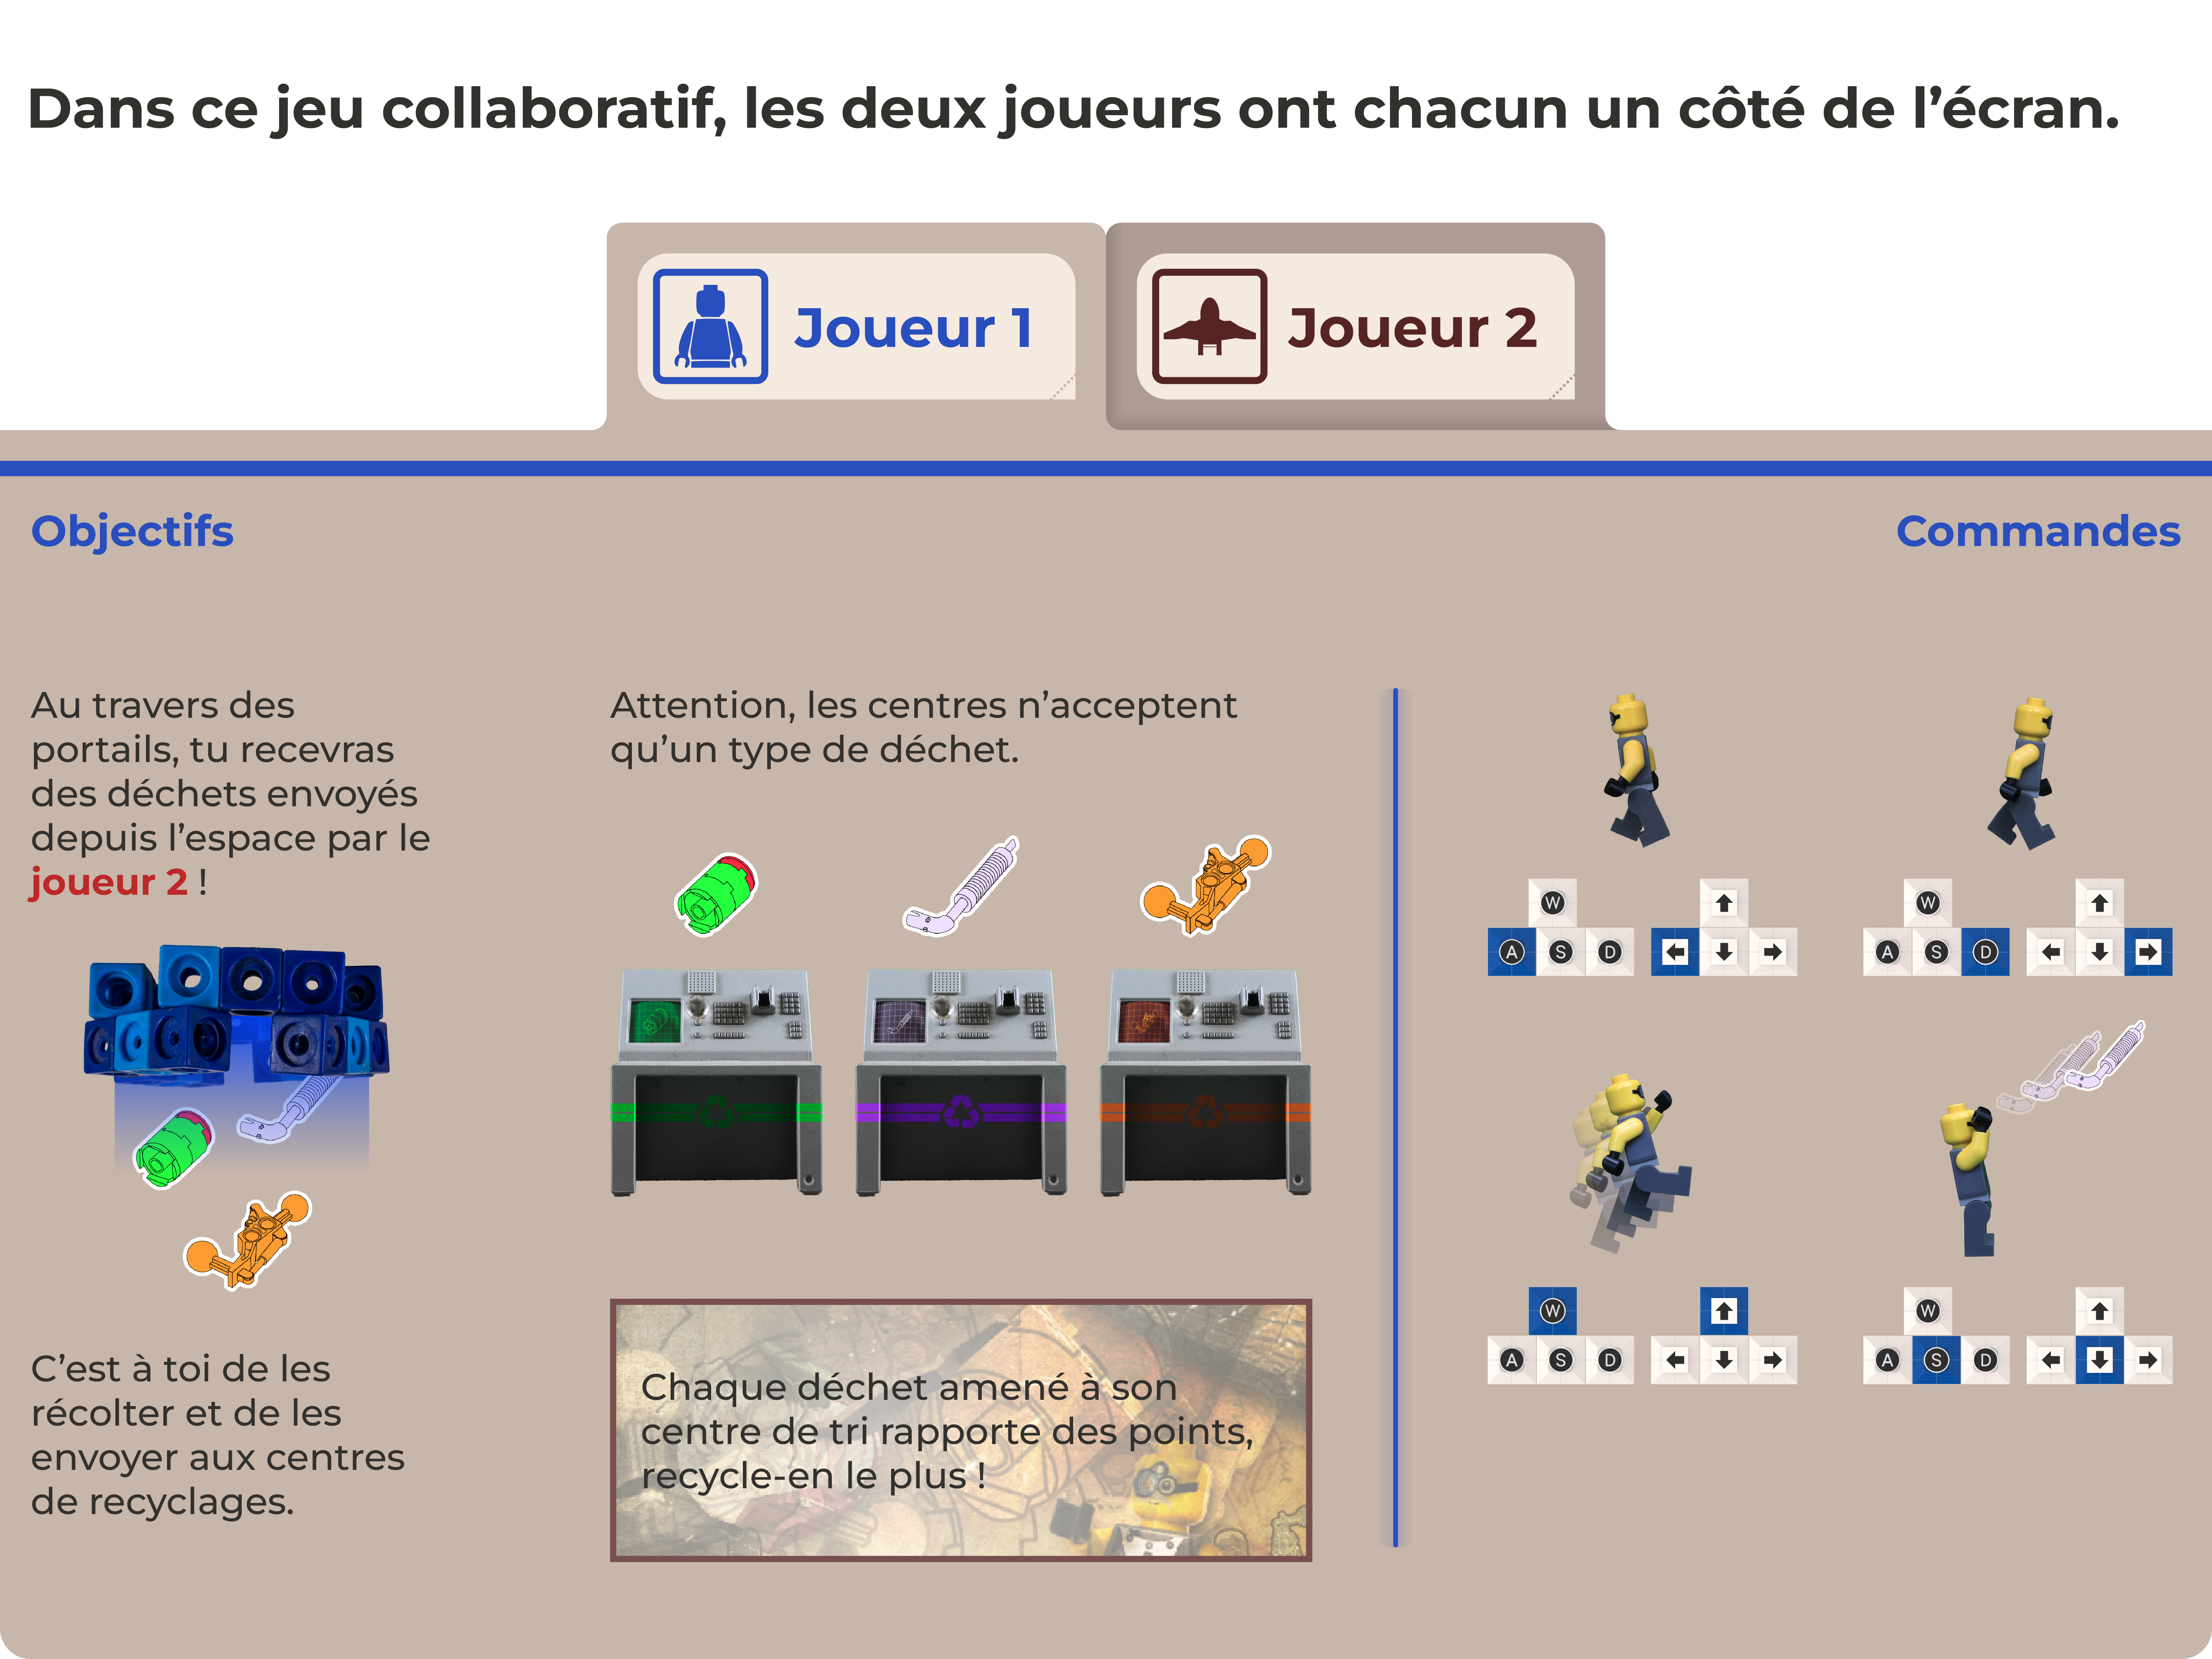 Dans ce jeu collaboratif, les deux joueurs ont chacun un côté de l’écran.
Joueur 1
Joueur 2
Objectifs
Commandes
Au travers des
portails, tu recevras
des déchets envoyés
depuis l’espace par le
joueur 2 !
C’est à toi de les
récolter et de les
envoyer aux centres
de recyclages.
Attention, les centres n’acceptent
qu’un type de déchet.
Chaque déchet amené à son
centre de tri rapporte des points,
recycle-en le plus !
W
A S D
W
A S D
W
A S D
W
A S D